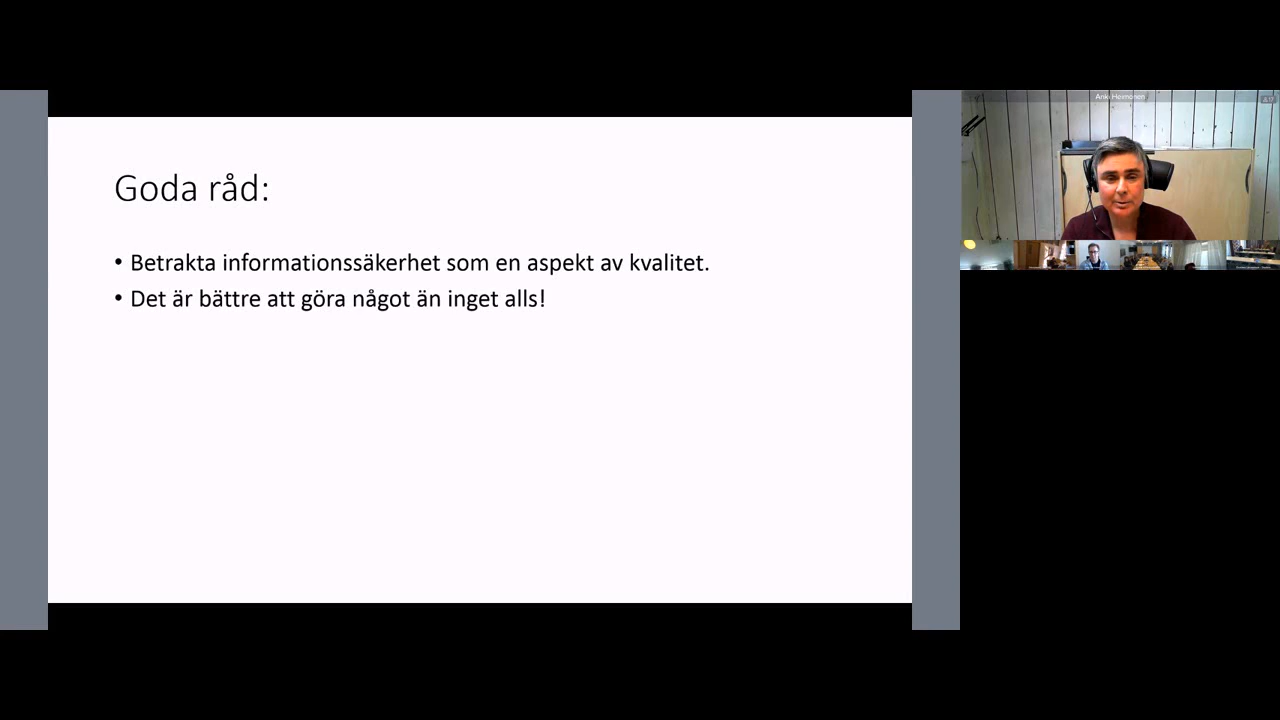 Goda råd:
• Betrakta informationssäkerhet som en aspekt av kvalitet.
• Det är bättre att göra något än inget alls!